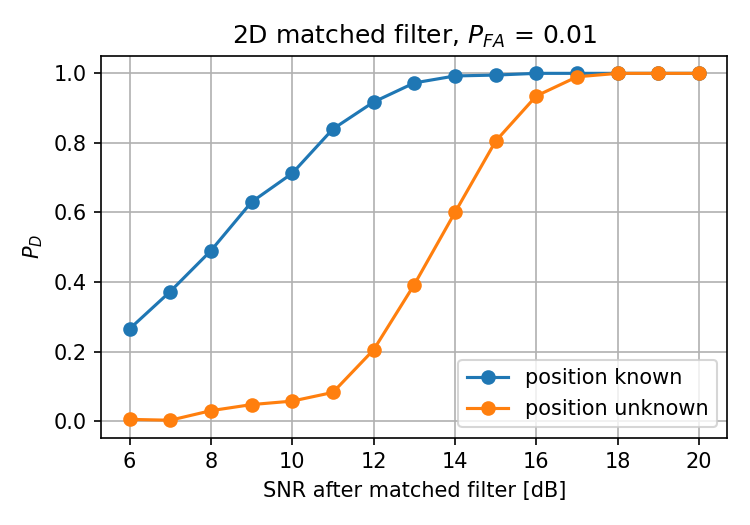 2D matched filter, P_FA = 0.01
1.0
0.8
0.6
0.4
0.2
0.0
P_D
position known
position unknown
6 8 10 12 14 16 18 20
SNR after matched filter [dB]